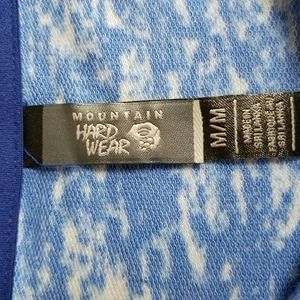 MOUNTAIN
HARD
WEAR
M/M
MADE IN
SRI LANKA
FABRIQUÉ AU
SRI LANKA